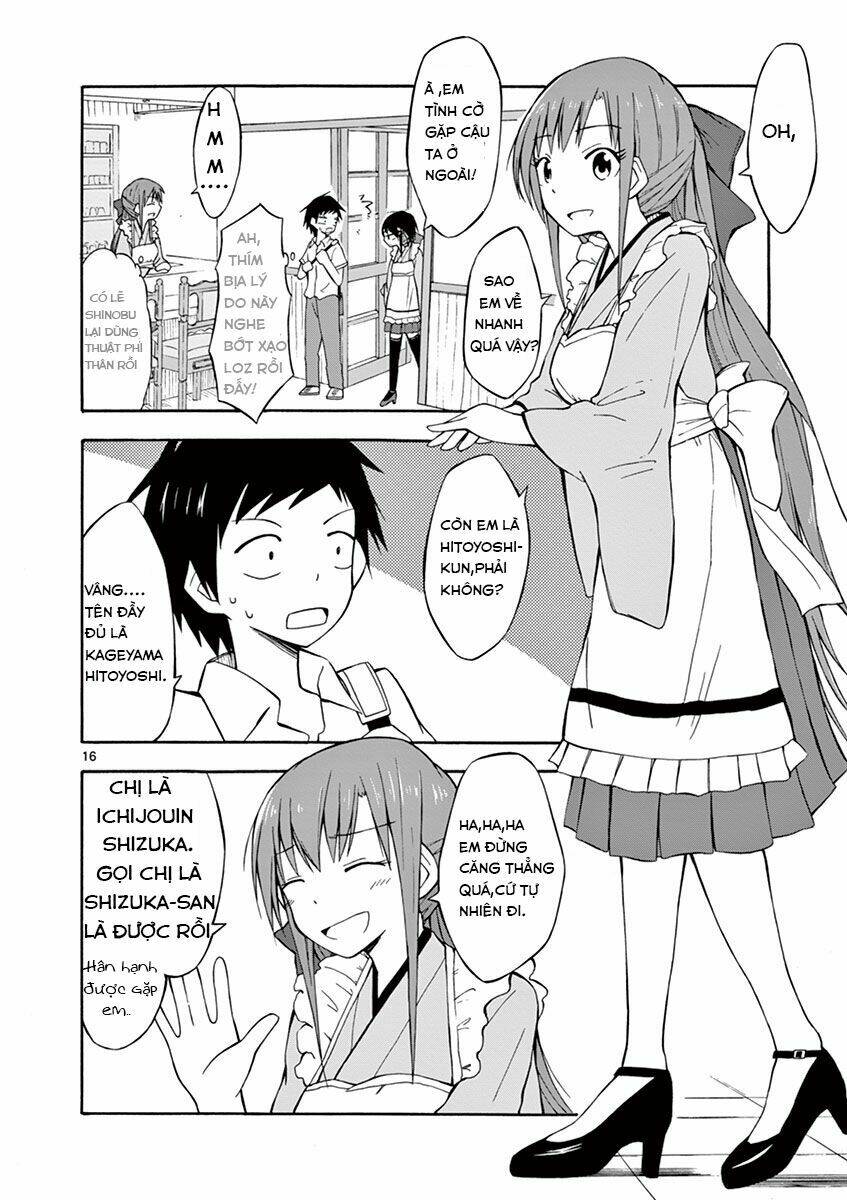 OH,
SAO
EM VỀ
NHANH
QUÁ VẬY?
À ,EM
TÌNH CỜ
GẶP CẬU
TA Ở
NGOÀI!
H
M
M
....
AH,
THÍM
BỊA LÝ
DO NÀY
NGHE
BỚT XẠO
LOZ RỒI
ĐẤY!
CÓ LẼ
SHINOBU
LẠI DÙNG
THUẬT PHI
THÂN RỒI
CÒN EM LÀ
HITOYOSHI-
KUN,PHẢI
KHÔNG?
VÂNG....
TÊN ĐẦY
ĐỦ LÀ
KAGEYAMA
HITOYOSHI.
16
HA,HA,HA
EM ĐỪNG
CĂNG THẲNG
QUÁ,CỨ TỰ
NHIÊN ĐI.
CHỊ LÀ
ICHIJOUIN
SHIZUKA.
GỌI CHỊ LÀ
SHIZUKA-SAN
LÀ ĐƯỢC RỒI
Hân hạnh
được Gặp
em..